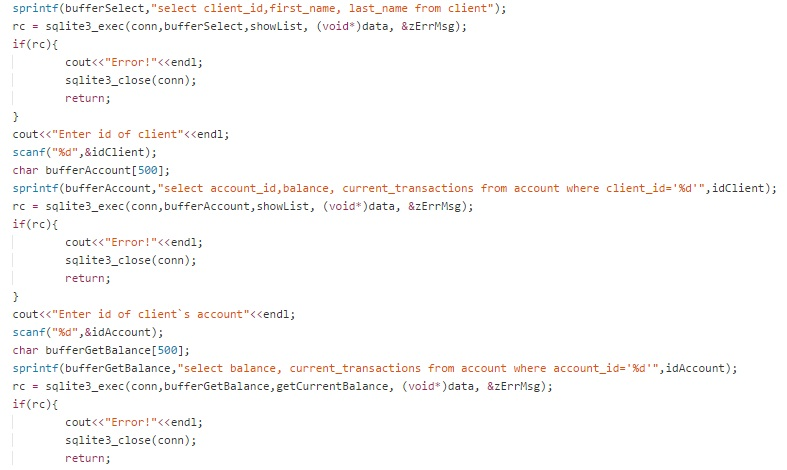 sprintf(bufferSelect,"select client_id,first_name, last_name from client");
rc = sqlite3_exec(conn,bufferSelect,showList, (void*)data, &zErrMsg);
if(rc){
cout<<"Error!"<<endl;
sqlite3_close(conn);
return;
}
cout<<"Enter id of client"<<endl;
scanf("%d",&idClient);
char bufferAccount[500];
sprintf(bufferAccount,"select account_id,balance, current_transactions from account where client_id='%d'",idClient);
rc = sqlite3_exec(conn,bufferAccount,showList, (void*)data, &zErrMsg);
if(rc){
cout<<"Error!"<<endl;
sqlite3_close(conn);
return;
}
cout<<"Enter id of client`s account"<<endl;
scanf("%d",&idAccount);
char bufferGetBalance[500];
sprintf(bufferGetBalance,"select balance, current_transactions from account where account_id='%d'",idAccount);
rc = sqlite3_exec(conn,bufferGetBalance,getCurrentBalance, (void*)data, &zErrMsg);
if(rc){
cout<<"Error!"<<endl;
sqlite3_close(conn);
return;